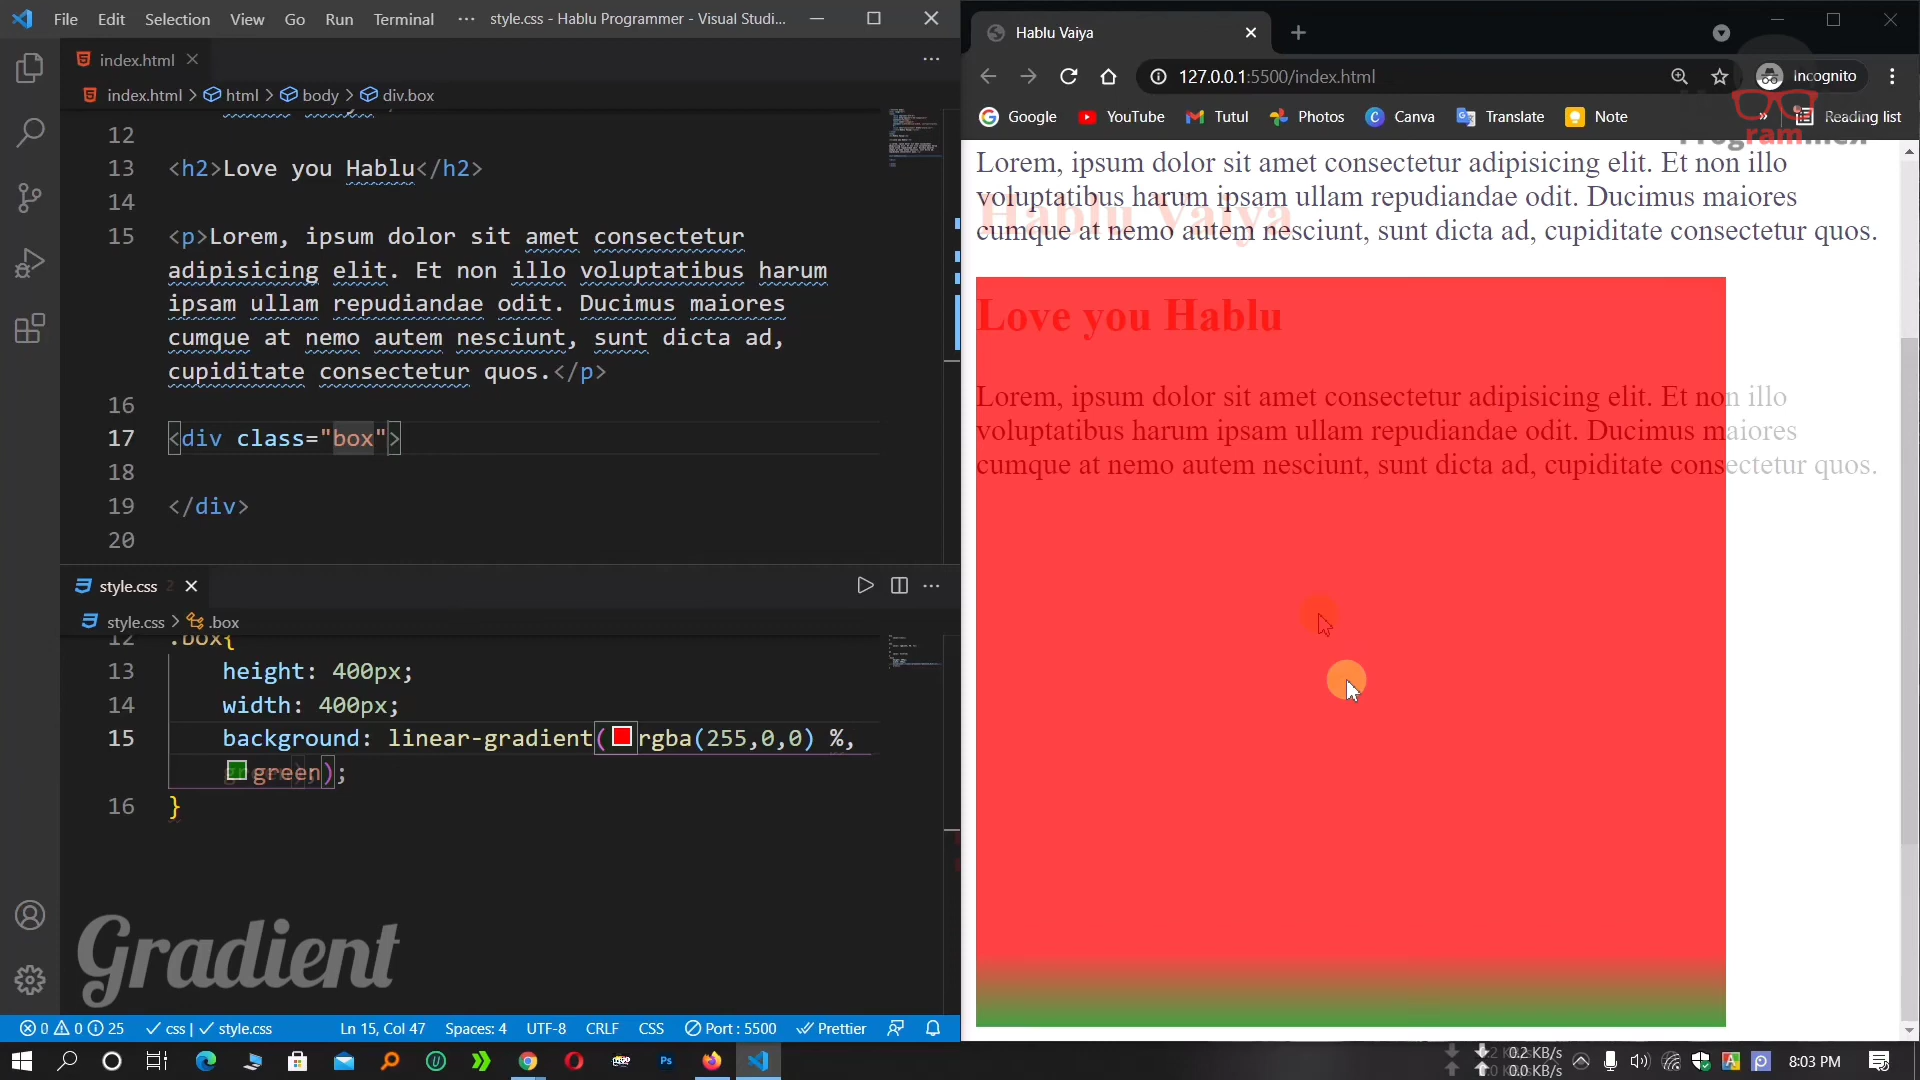 File Edit Selection View Go Run Terminal ··· style.css - Hablu Programmer - Visual Studi...
index.html
index.html > html > body > div.box
12
13 <h2>Love you Hablu</h2>
14
15 <p>Lorem, ipsum dolor sit amet consectetur
adipisicing elit. Et non illo voluptatibus harum
ipsam ullam repudiandae odit. Ducimus maiores
cumque at nemo autem nesciunt, sunt dicta ad,
cupiditate consectetur quos.</p>
16
17 <div class="box">
18
19 </div>
20
style.css 2
style.css > .box
12 .box{
13 height: 400px;
14 width: 400px;
15 background: linear-gradient(rgba(255,0,0) %,
green);
16 }
Gradient
0 0 25 css | style.css Ln 15, Col 47 Spaces: 4 UTF-8 CRLF CSS Port : 5500 Prettier
Hablu Vaiya
127.0.0.1:5500/index.html Incognito
Google YouTube Tutul Photos Canva Translate Note » Reading list
Lorem, ipsum dolor sit amet consectetur adipisicing elit. Et non illo
voluptatibus harum ipsam ullam repudiandae odit. Ducimus maiores
Hablu Vaiya
cumque at nemo autem nesciunt, sunt dicta ad, cupiditate consectetur quos.
Love you Hablu
Lorem, ipsum dolor sit amet consectetur adipisicing elit. Et non illo
voluptatibus harum ipsam ullam repudiandae odit. Ducimus maiores
cumque at nemo autem nesciunt, sunt dicta ad, cupiditate consectetur quos.
0.2 KB/s
0.0 KB/s
8:03 PM